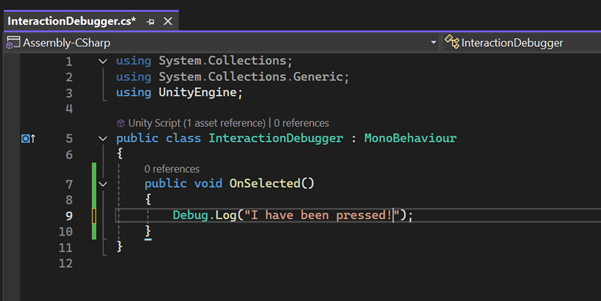 InteractionDebugger.cs*
Assembly-CSharp InteractionDebugger
1 using System.Collections;
2 using System.Collections.Generic;
3 using UnityEngine;
4
Unity Script (1 asset reference) | 0 references
5 public class InteractionDebugger : MonoBehaviour
6 {
0 references
7 public void OnSelected()
8 {
9 Debug.Log("I have been pressed!");
10 }
11 }
12